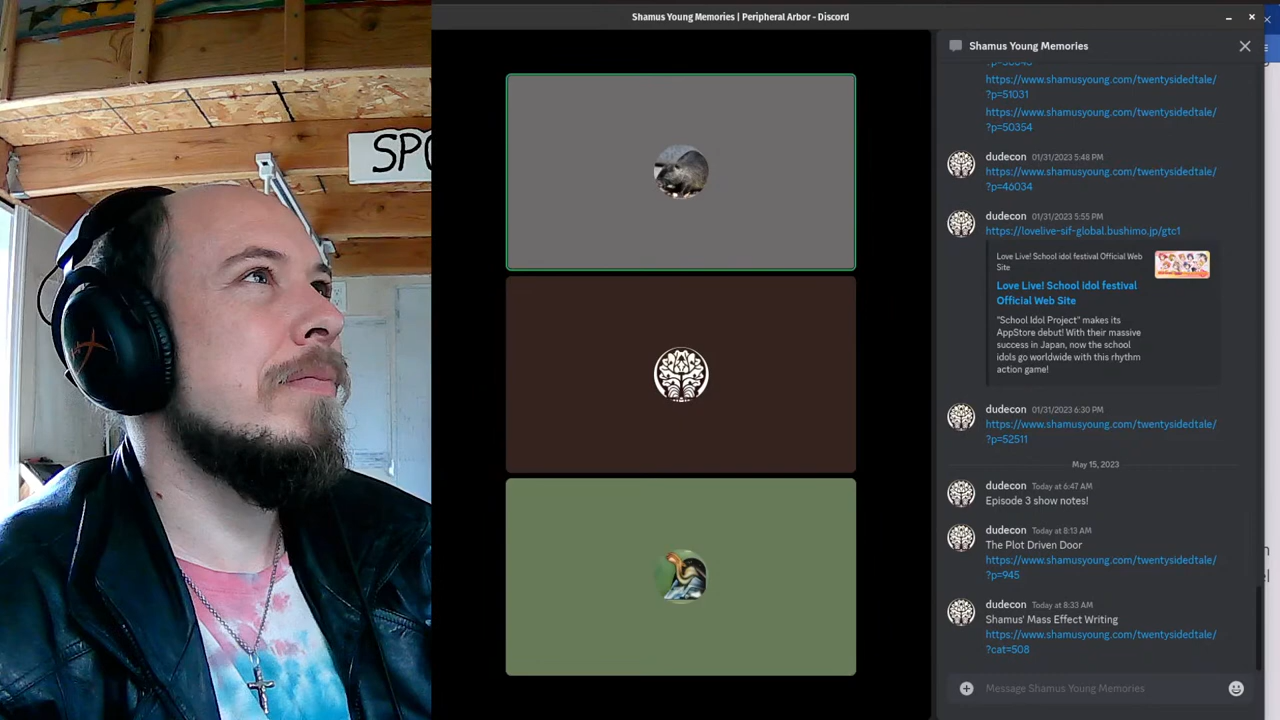 Shamus Young Memories | Peripheral Arbor - Discord
SPO
Shamus Young Memories
https://www.shamusyoung.com/twentysidedtale/
?p=51031
https://www.shamusyoung.com/twentysidedtale/
?p=50354
dudecon 01/31/2023 5:48 PM
https://www.shamusyoung.com/twentysidedtale/
?p=46034
dudecon 01/31/2023 5:55 PM
https://lovelive-sif-global.bushimo.jp/gtc1
Love Live! School idol festival Official Web
Site
Love Live! School idol festival
Official Web Site
"School Idol Project" makes its
AppStore debut! With their massive
success in Japan, now the school
idols go worldwide with this rhythm
action game!
dudecon 01/31/2023 6:30 PM
https://www.shamusyoung.com/twentysidedtale/
?p=52511
May 15, 2023
dudecon Today at 6:47 AM
Episode 3 show notes!
dudecon Today at 8:13 AM
The Plot Driven Door
https://www.shamusyoung.com/twentysidedtale/
?p=945
dudecon Today at 8:33 AM
Shamus' Mass Effect Writing
https://www.shamusyoung.com/twentysidedtale/
?cat=508
Message Shamus Young Memories